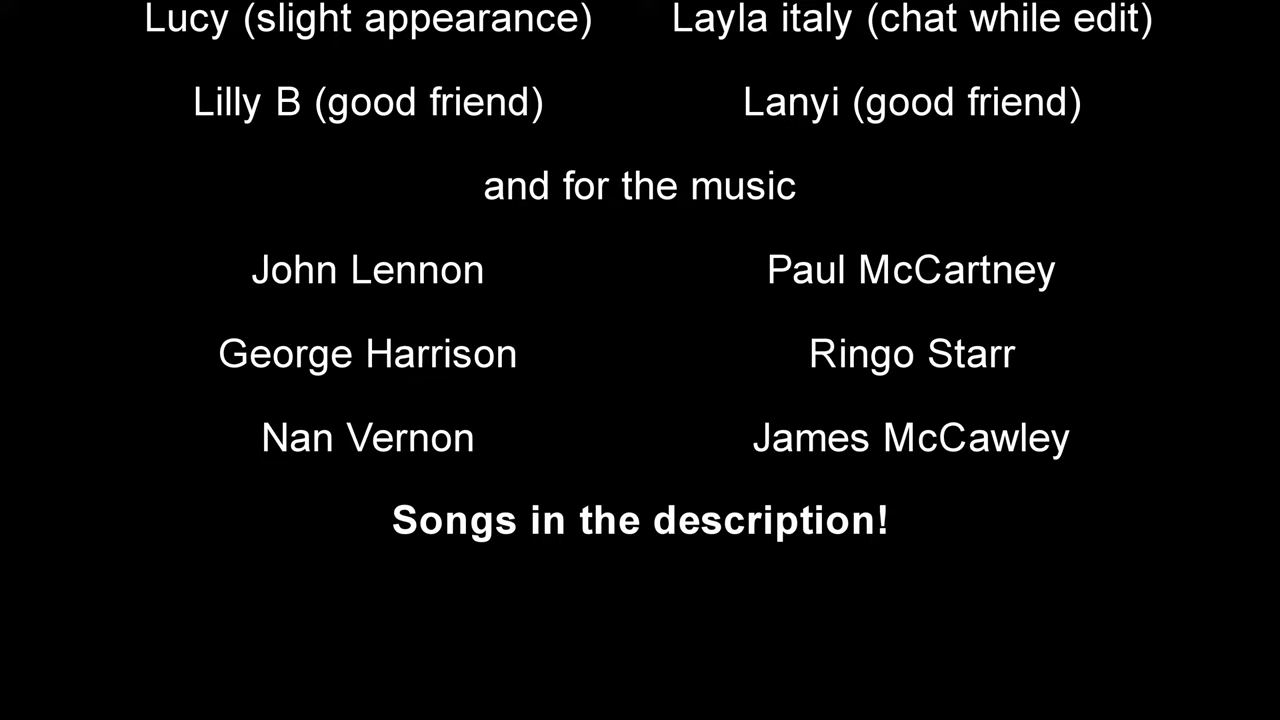 Lucy (slight appearance) Layla italy (chat while edit)
Lilly B (good friend) Lanyi (good friend)
and for the music
John Lennon Paul McCartney
George Harrison Ringo Starr
Nan Vernon James McCawley
Songs in the description!